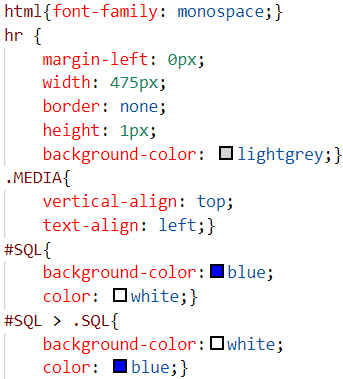 html{font-family: monospace;}
hr {
    margin-left: 0px;
    width: 475px;
    border: none;
    height: 1px;
    background-color: lightgrey;}
.MEDIA{
    vertical-align: top;
    text-align: left;}
#SQL{
    background-color:blue;
    color: white;}
#SQL > .SQL{
    background-color:white;
    color: blue;}